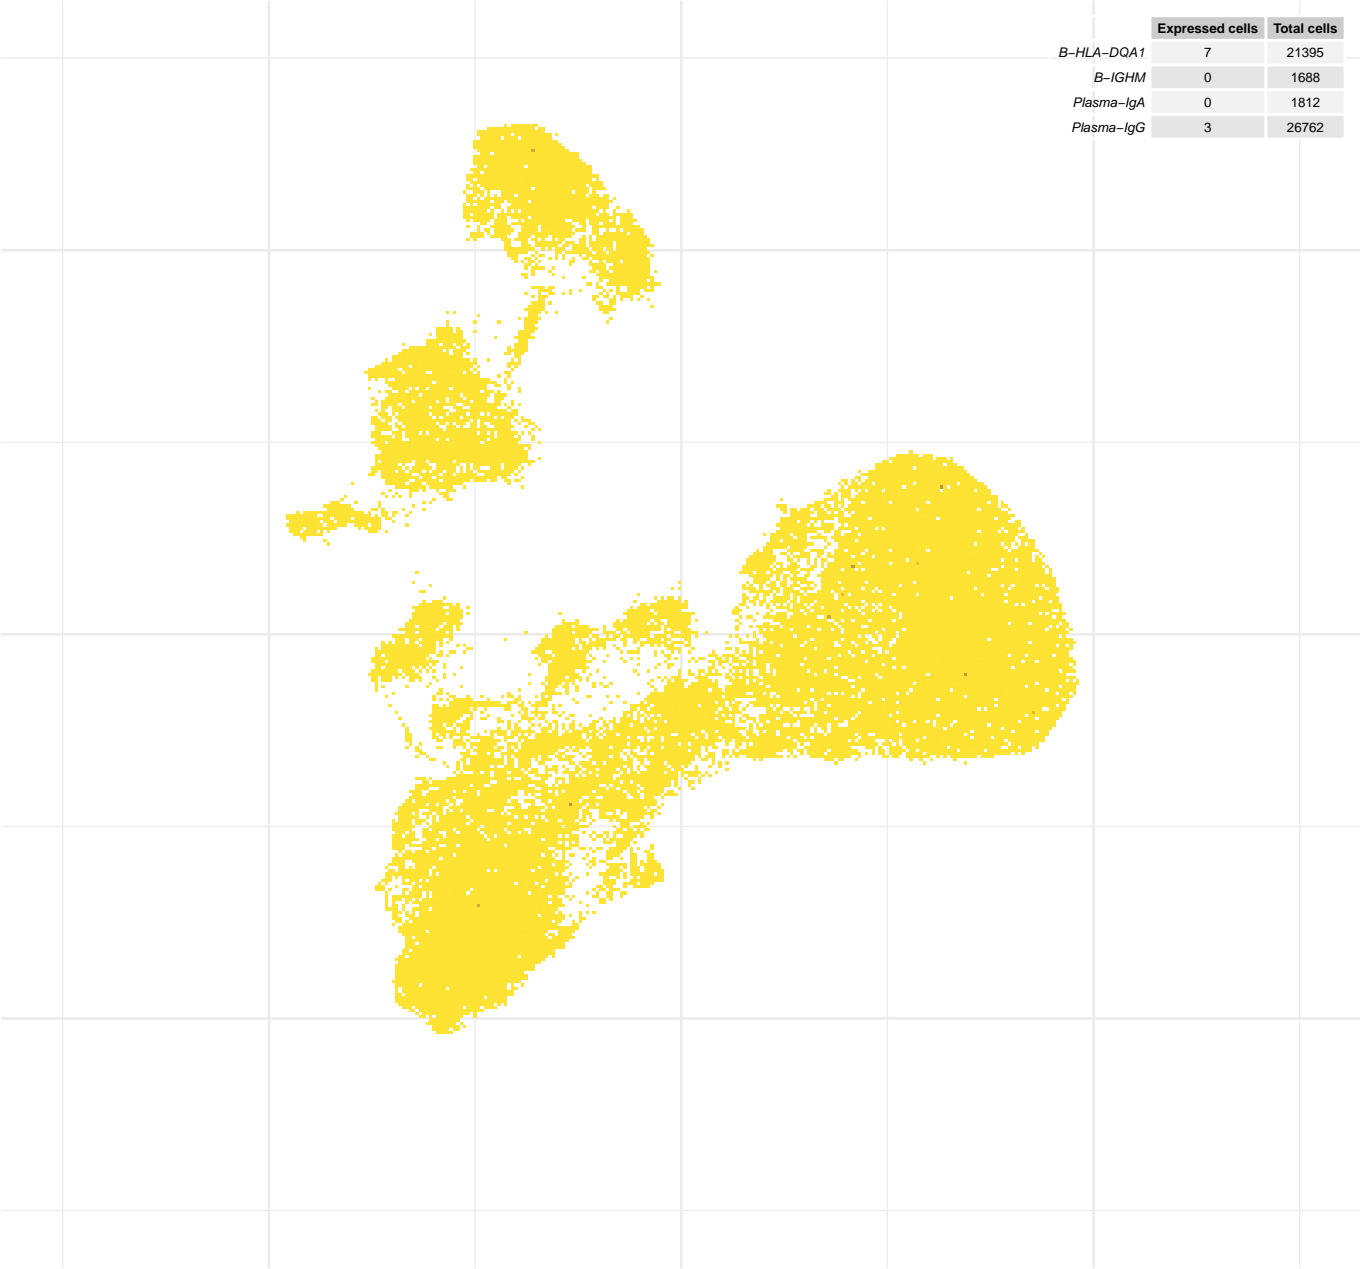 Expressed cells Total cells
B−HLA−DQA1 7 21395
B−IGHM 0 1688
Plasma−IgA 0 1812
Plasma−IgG 3 26762